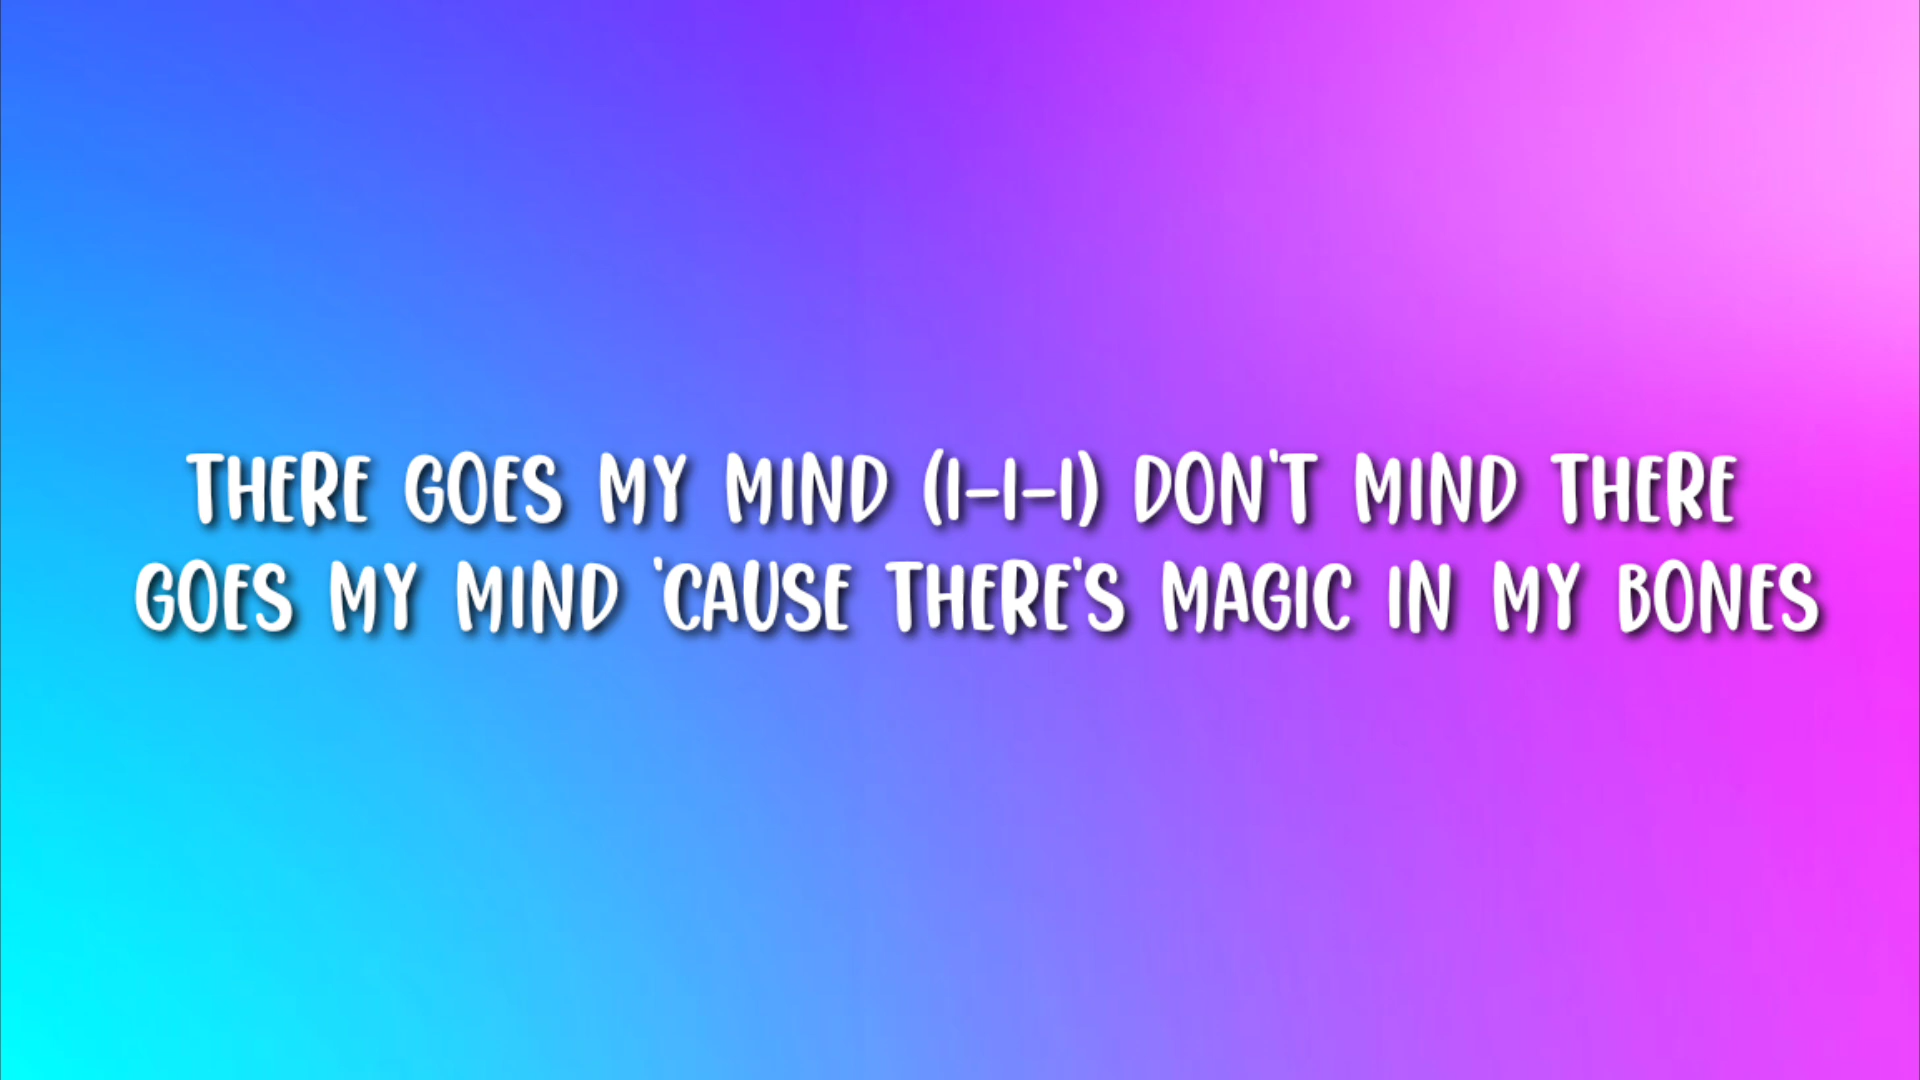 THERE GOES MY MIND (I-I-I) DON'T MIND THERE
GOES MY MIND 'CAUSE THERE'S MAGIC IN MY BONES